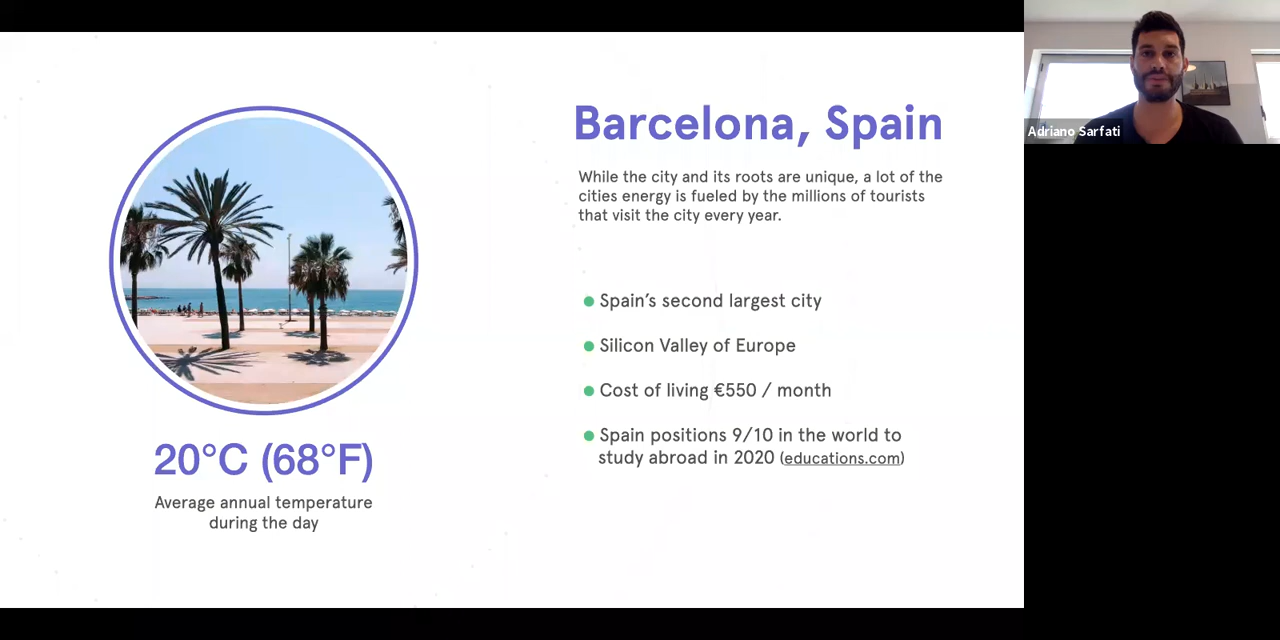 Barcelona, Spain
While the city and its roots are unique, a lot of the
cities energy is fueled by the millions of tourists
that visit the city every year.
Spain’s second largest city
Silicon Valley of Europe
Cost of living €550 / month
Spain positions 9/10 in the world to
study abroad in 2020 (educations.com)
20°C (68°F)
Average annual temperature
during the day
Adriano Sarfati